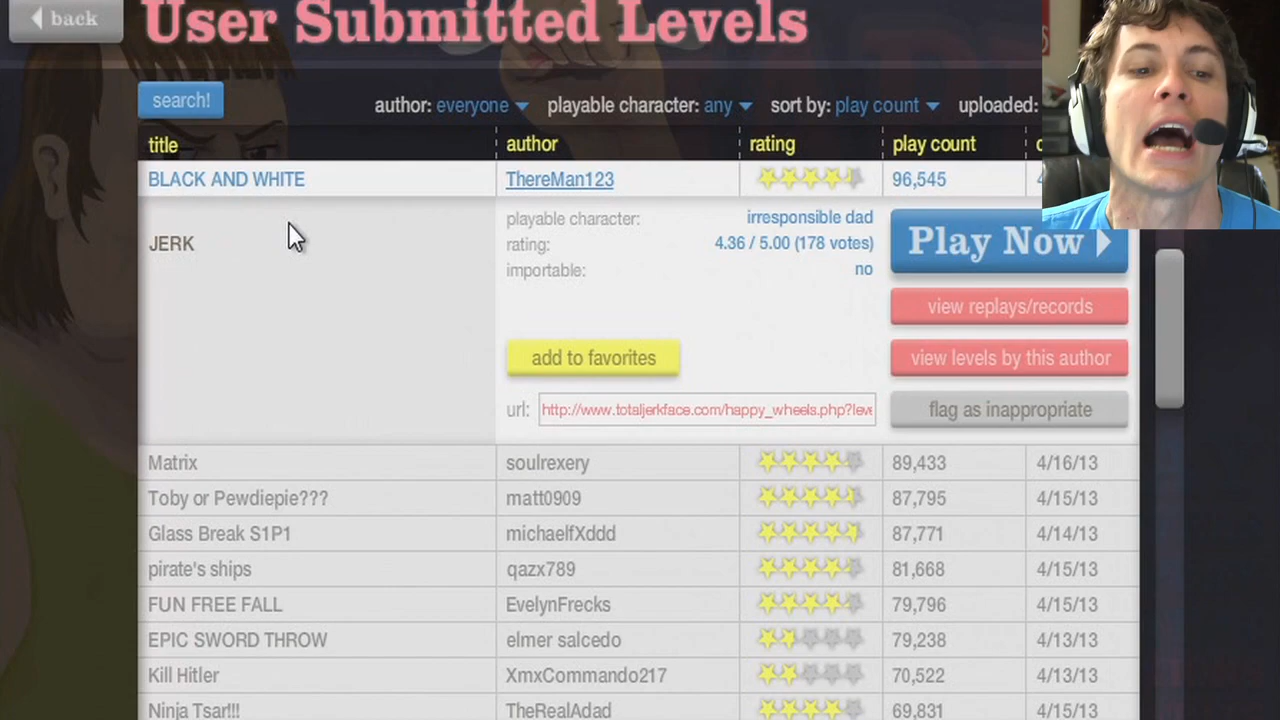 back
User Submitted Levels
search!
author: everyone playable character: any sort by: play count uploaded:
title author rating play count
BLACK AND WHITE ThereMan123 96,545
JERK
playable character: irresponsible dad
rating: 4.36 / 5.00 (178 votes)
importable: no
Play Now
view replays/records
add to favorites
view levels by this author
url: http://www.totaljerkface.com/happy_wheels.php?leve
flag as inappropriate
Matrix soulrexery 89,433 4/16/13
Toby or Pewdiepie??? matt0909 87,795 4/15/13
Glass Break S1P1 michaelfXddd 87,771 4/14/13
pirate's ships qazx789 81,668 4/15/13
FUN FREE FALL EvelynFrecks 79,796 4/15/13
EPIC SWORD THROW elmer salcedo 79,238 4/13/13
Kill Hitler XmxCommando217 70,522 4/13/13
Ninja Tsar!!! TheRealAdad 69,831 4/15/13